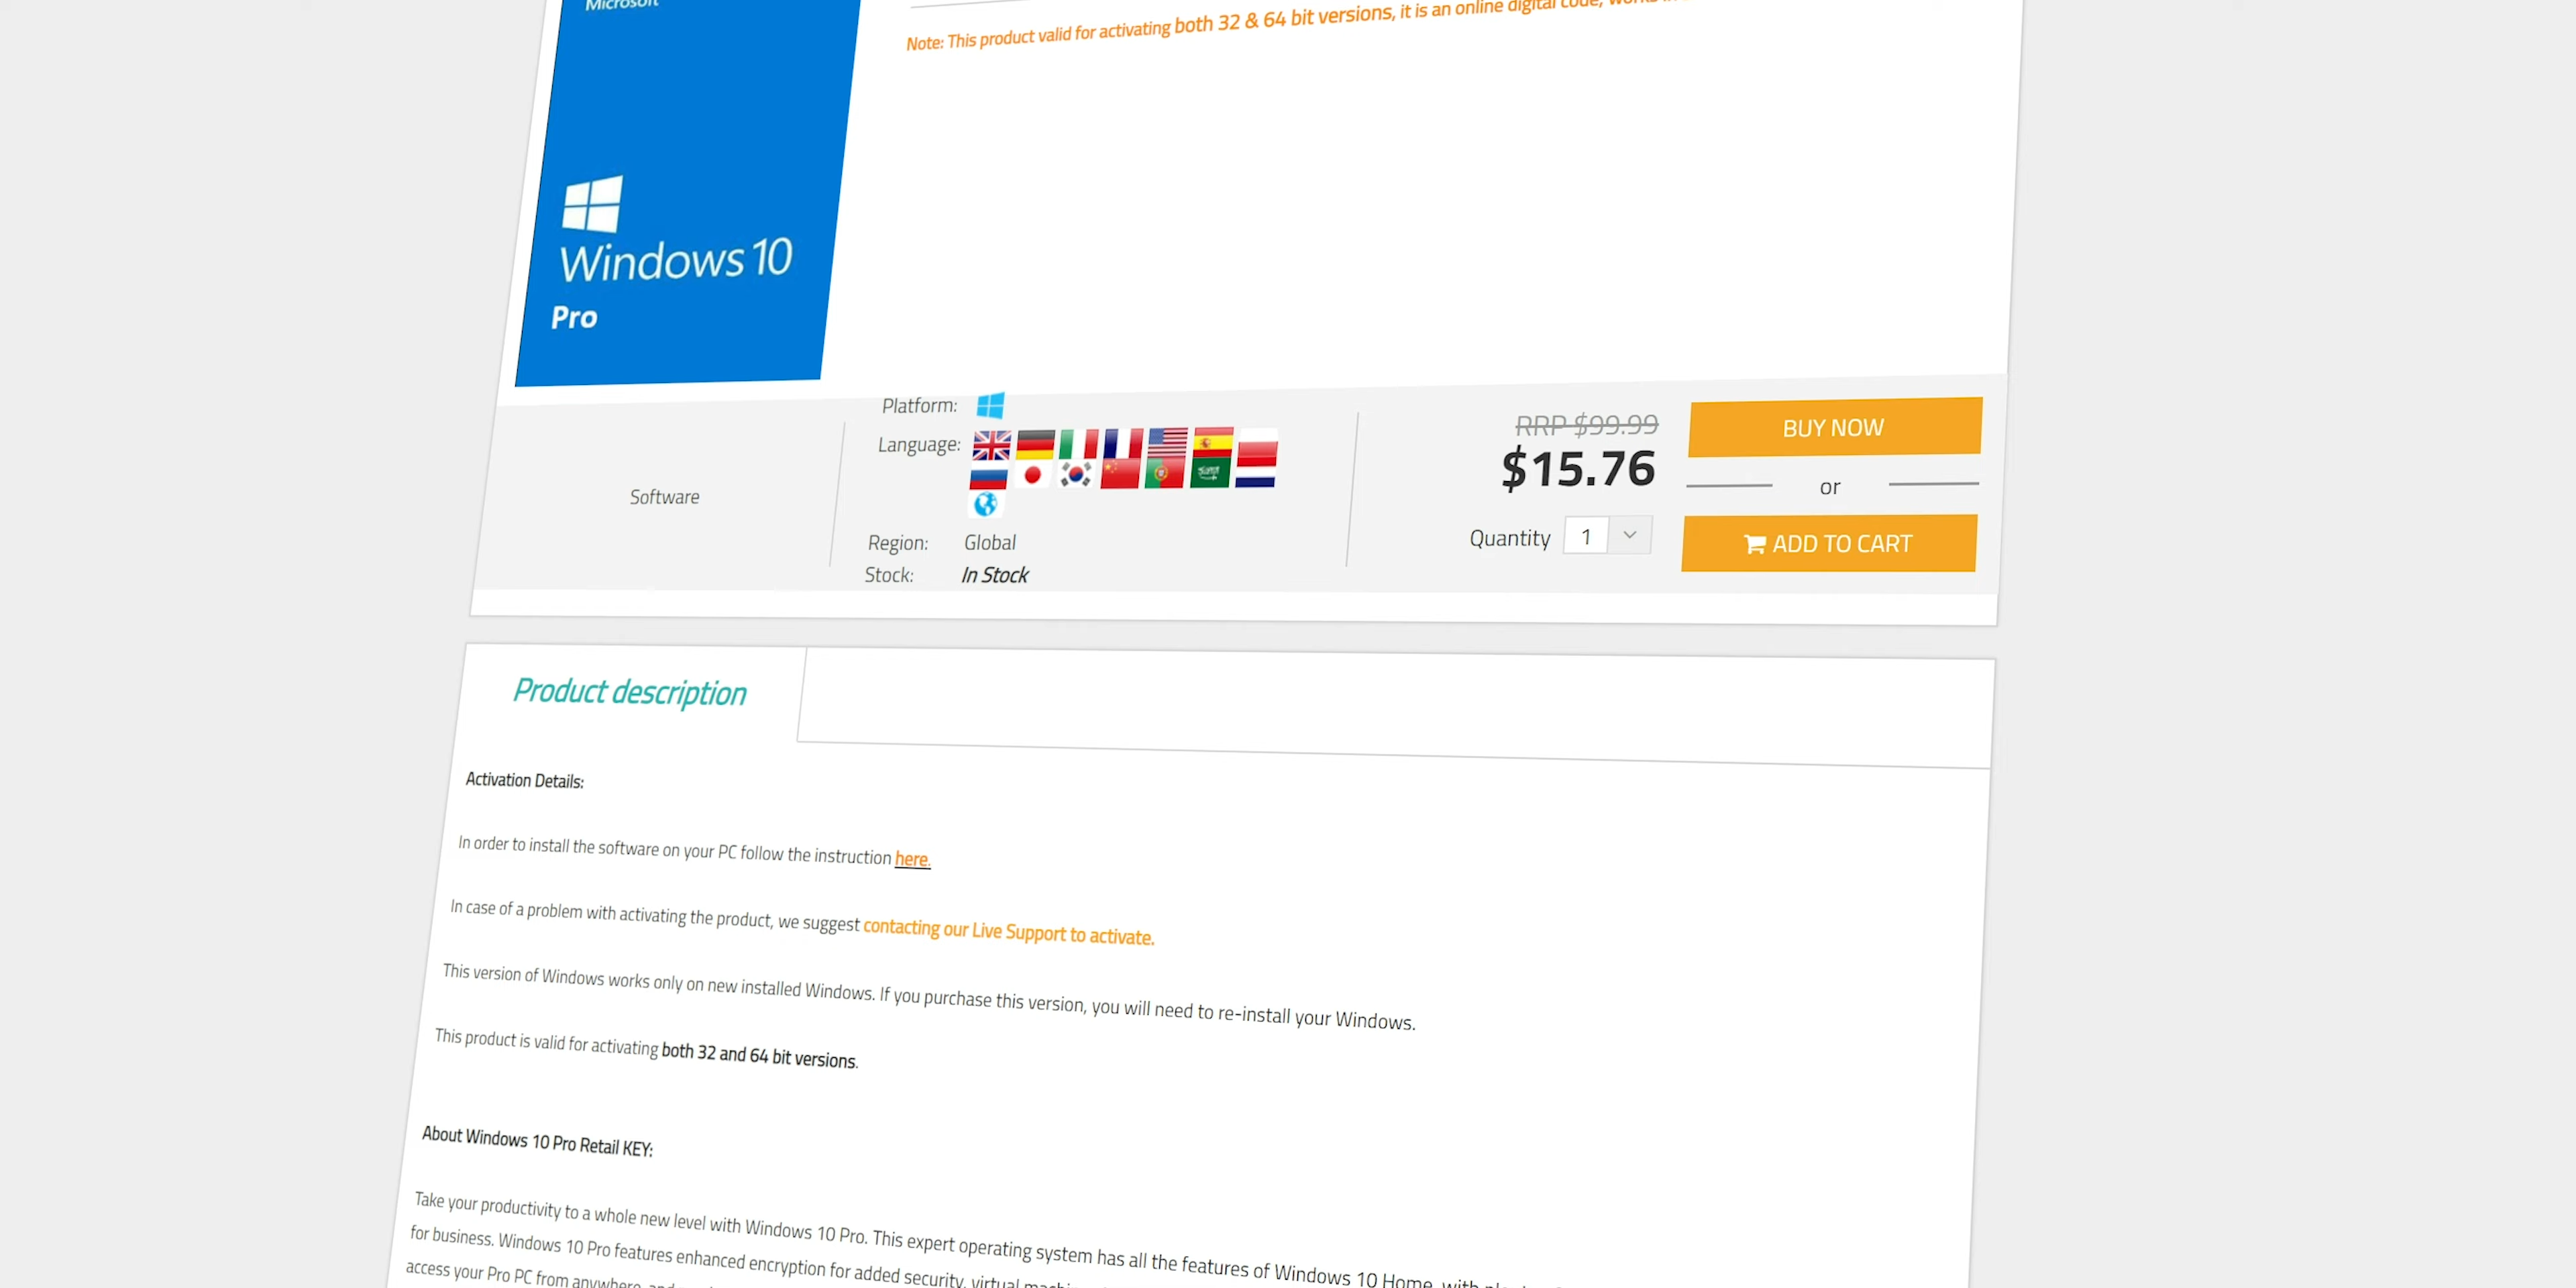 Microsoft
Note: This product valid for activating both 32 & 64 bit versions, it is an online digital code, works
Windows 10
Pro
Platform:
Language:
Software
Region: Global
Stock: In Stock
RRP $99.99
$15.76
Quantity 1
BUY NOW
or
ADD TO CART
Product description
Activation Details:
In order to install the software on your PC follow the instruction here.
In case of a problem with activating the product, we suggest contacting our Live Support to activate.
This version of Windows works only on new installed Windows. If you purchase this version, you will need to re-install your Windows.
This product is valid for activating both 32 and 64 bit versions.
About Windows 10 Pro Retail KEY:
Take your productivity to a whole new level with Windows 10 Pro. This expert operating system has all the features of Windows 10 Home, with
for business. Windows 10 Pro features enhanced encryption for added security, virtual
access your Pro PC from anywhere, and